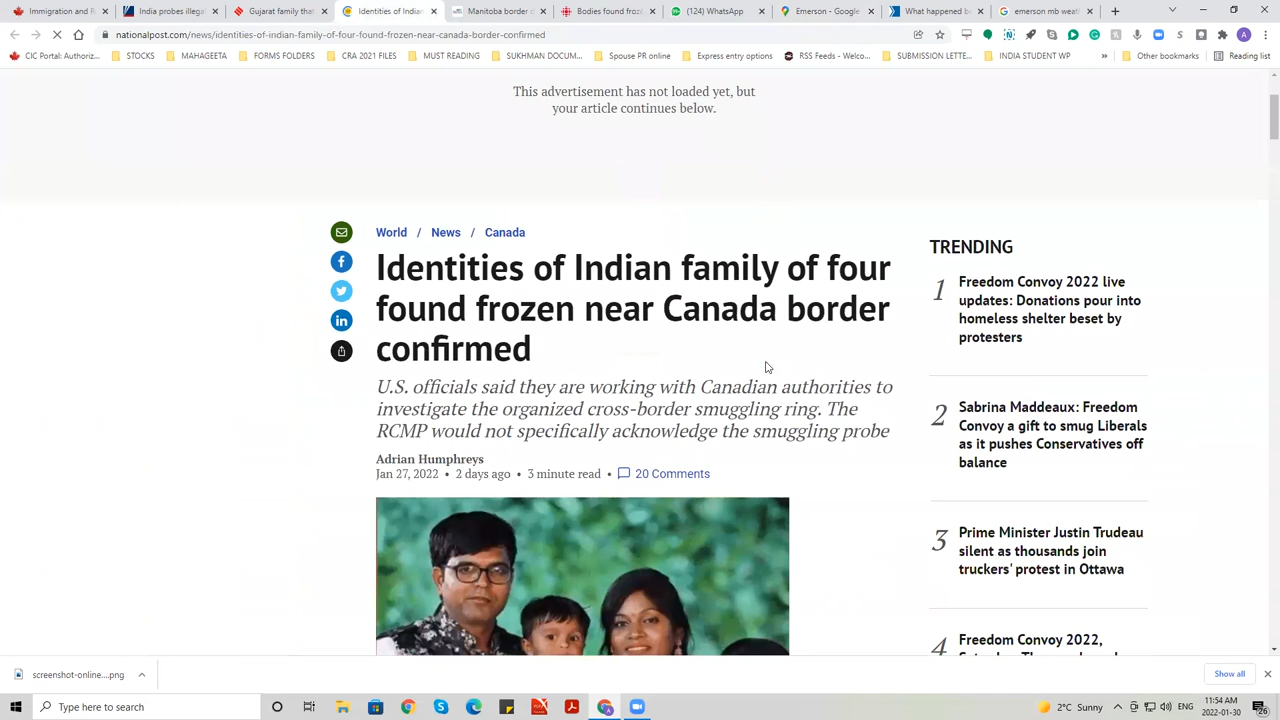 Immigration and R
India probes illegal
Gujarat family that
Identities of Indian
Manitoba border c
Bodies found froz
(124) WhatsApp
Emerson - Google
What happened b
emerson mb weath
nationalpost.com/news/identities-of-indian-family-of-four-found-frozen-near-canada-border-confirmed
CIC Portal: Authoriz...
STOCKS
MAHAGEETA
FORMS FOLDERS
CRA 2021 FILES
MUST READING
SUKHMAN DOCUM...
Spouse PR online
Express entry options
RSS Feeds - Welco...
SUBMISSION LETTE...
INDIA STUDENT WP
»
Other bookmarks
Reading list
This advertisement has not loaded yet, but
your article continues below.
World / News / Canada
Identities of Indian family of four
found frozen near Canada border
confirmed
U.S. officials said they are working with Canadian authorities to
investigate the organized cross-border smuggling ring. The
RCMP would not specifically acknowledge the smuggling probe
Adrian Humphreys
Jan 27, 2022 • 2 days ago • 3 minute read • 20 Comments
TRENDING
1
Freedom Convoy 2022 live
updates: Donations pour into
homeless shelter beset by
protesters
2
Sabrina Maddeaux: Freedom
Convoy a gift to smug Liberals
as it pushes Conservatives off
balance
3
Prime Minister Justin Trudeau
silent as thousands join
truckers' protest in Ottawa
4
Freedom Convoy 2022,
screenshot-online....png
Show all
Type here to search
2°C Sunny
ENG
11:54 AM
2022-01-30
26